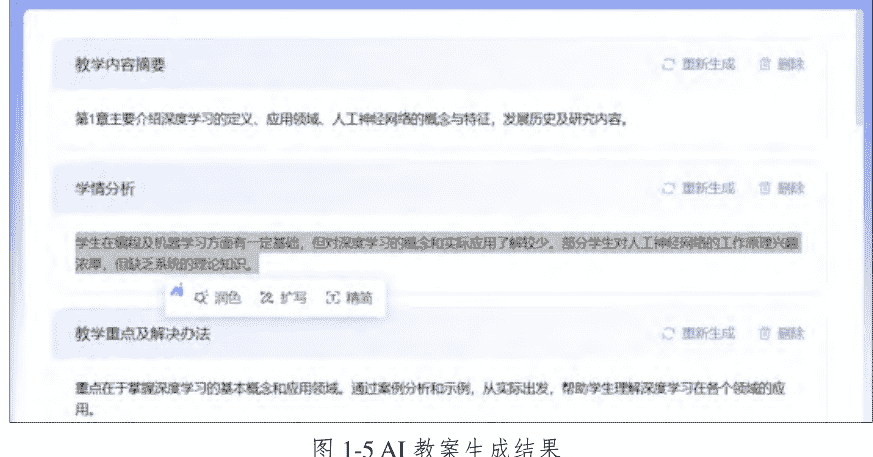 教学内容摘要 重新生成 删除
第1章主要介绍深度学习的定义、应用领域、人工神经网络的概念与特征，发展历史及研究内容。
学情分析 重新生成 删除
学生在编程及机器学习方面有一定基础，但对深度学习的概念和实际应用了解较少。部分学生对人工神经网络的工作原理兴趣
浓厚，但缺乏系统的理论知识。
润色 扩写 精简
教学重点及解决办法 重新生成 删除
重点在于掌握深度学习的基本概念和应用领域。通过案例分析和示例，从实际出发，帮助学生理解深度学习在各个领域的应
用。
图 1-5 AI 教案生成结果